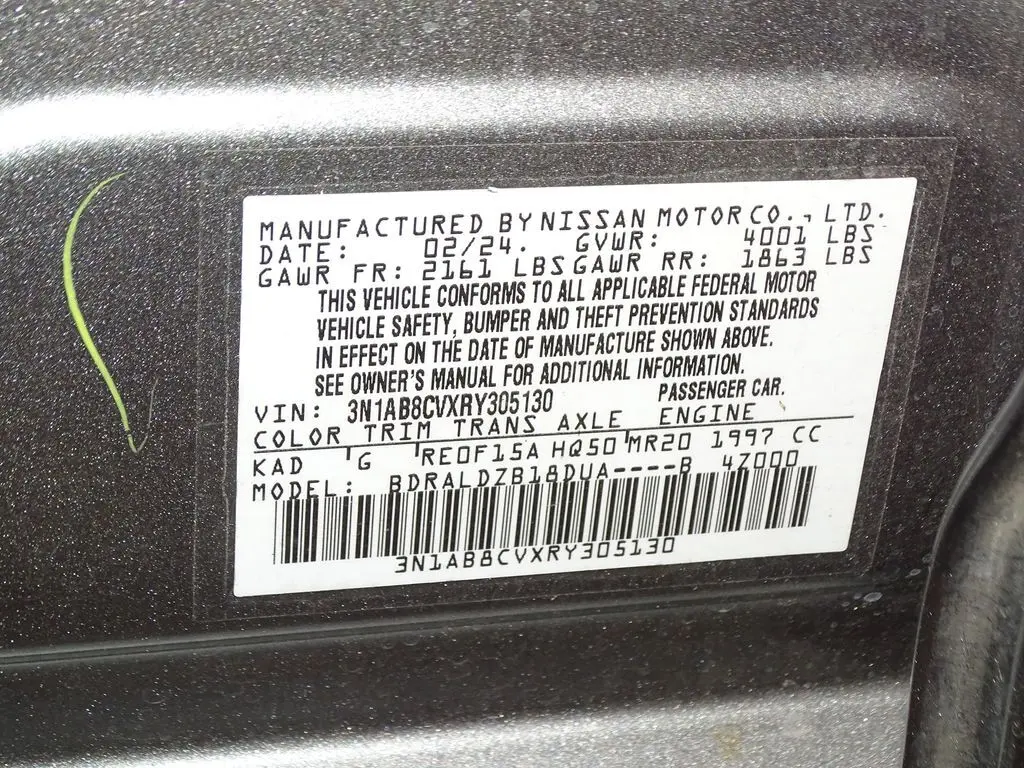 MANUFACTURED BY NISSAN MOTOR CO., LTD.
DATE: 02/24. GVWR: 4001 LBS
GAWR FR: 2161 LBS GAWR RR: 1863 LBS
THIS VEHICLE CONFORMS TO ALL APPLICABLE FEDERAL MOTOR
VEHICLE SAFETY, BUMPER AND THEFT PREVENTION STANDARDS
IN EFFECT ON THE DATE OF MANUFACTURE SHOWN ABOVE.
SEE OWNER'S MANUAL FOR ADDITIONAL INFORMATION.
VIN: 3N1AB8CVXRY305130 PASSENGER CAR.
COLOR TRIM TRANS AXLE ENGINE
KAD G RE0F15A HQ50 MR20 1997 CC
MODEL: BDRALDZB18DUA----B 4Z000
3N1AB8CVXRY305130